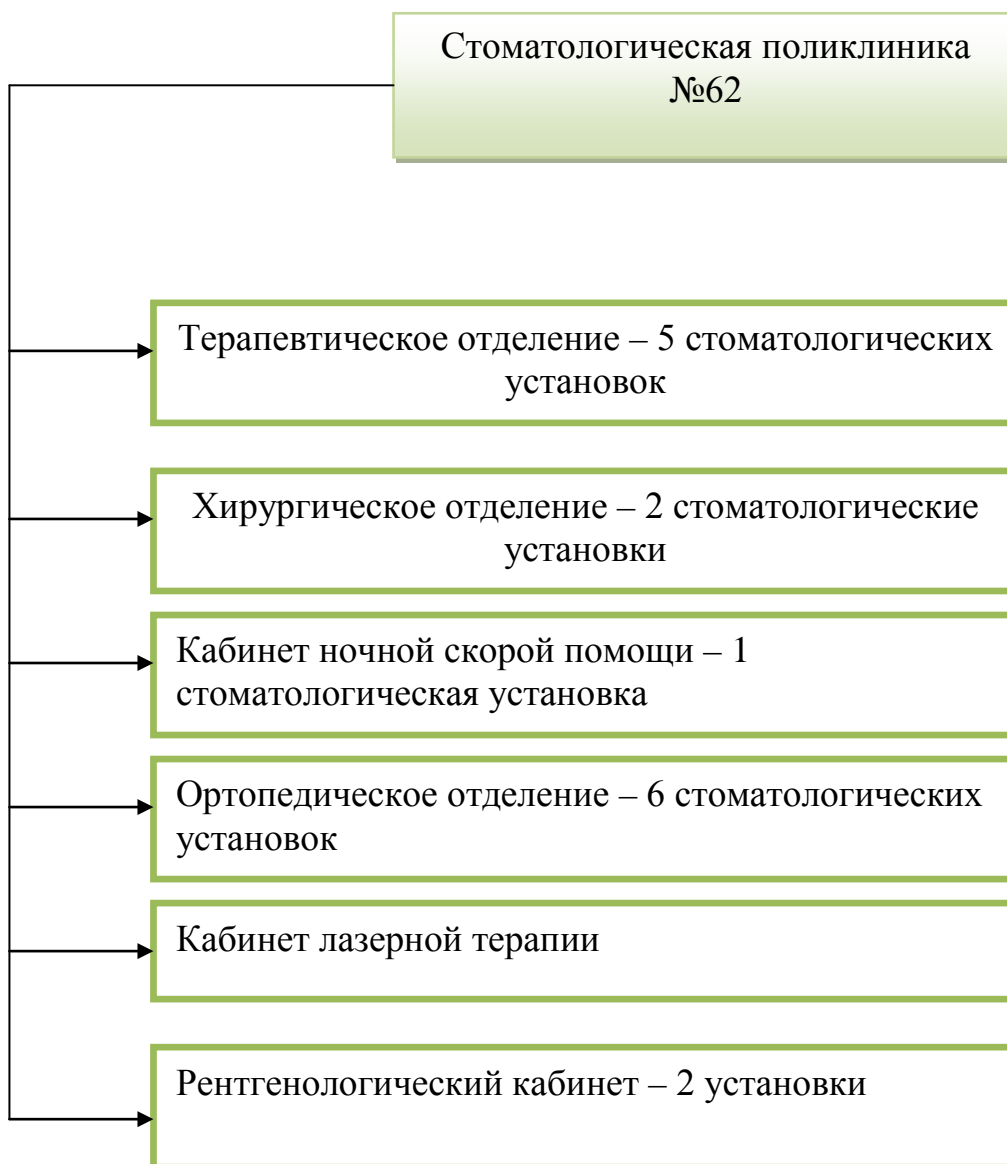 Стоматологическая поликлиника
№62
Терапевтическое отделение – 5 стоматологических
установок
Хирургическое отделение – 2 стоматологические
установки
Кабинет ночной скорой помощи – 1
стоматологическая установка
Ортопедическое отделение – 6 стоматологических
установок
Кабинет лазерной терапии
Рентгенологический кабинет – 2 установки